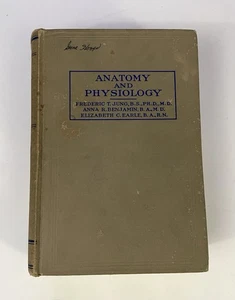 ANATOMY
AND
PHYSIOLOGY
FREDERIC T. JUNG, B.S., PH.D., M.D.
ANNA K. BENJAMIN, B.A., M.D.
ELIZABETH C. EARLE, B.A., R.N.